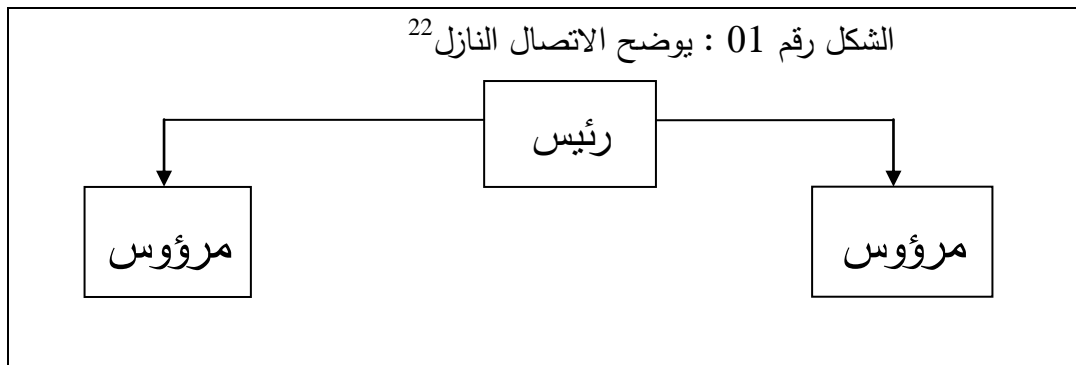 الشكل رقم 01 : يوضح الاتصال النازل22
رئيس
مرؤوس
مرؤوس